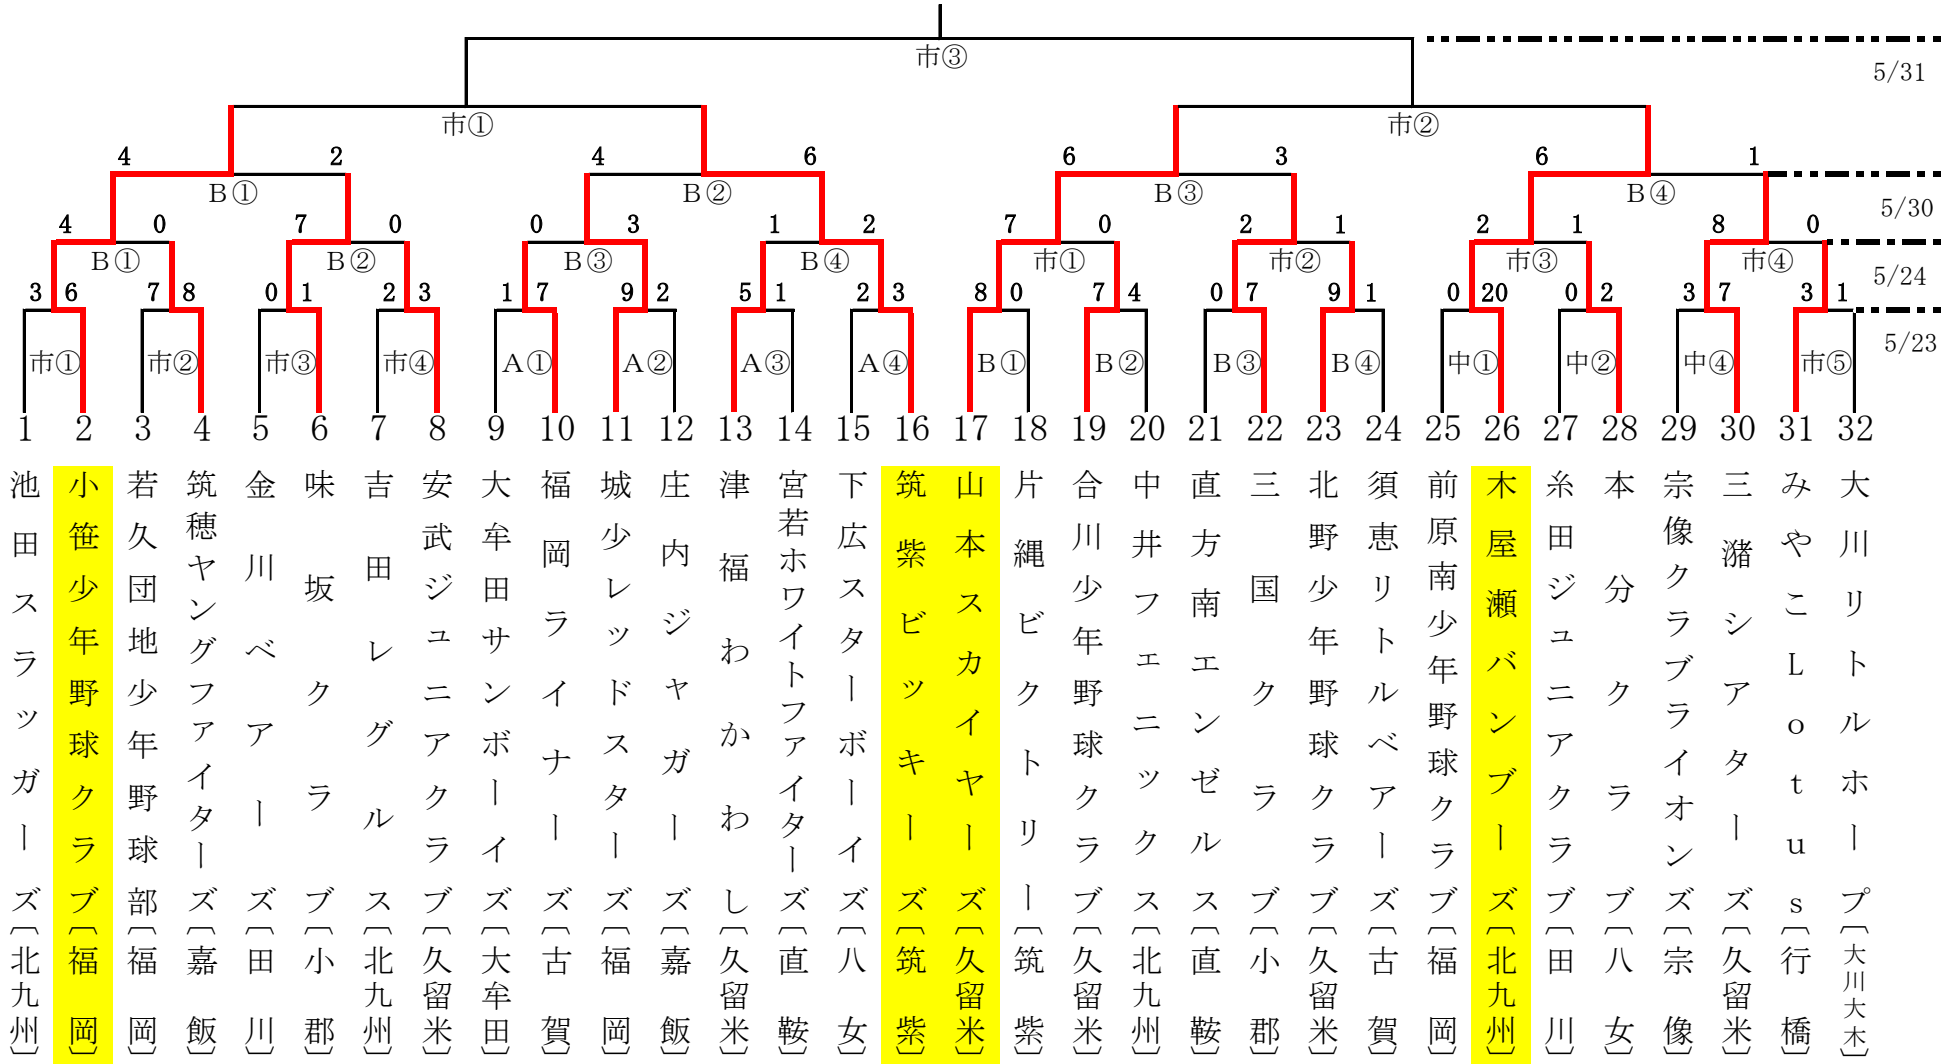 市③
5/31
市① 市②
4 2 4 6 6 3 6 1
B① B② B③ B④
5/30
4 0 7 0 0 3 1 2 7 0 2 1 2 1 8 0
B① B② B③ B④ 市① 市② 市③ 市④
5/24
3 6 7 8 0 1 2 3 1 7 9 2 5 1 2 3 8 0 7 4 0 7 9 1 0 20 0 2 3 7 3 1
市① 市② 市③ 市④ A① A② A③ A④ B① B② B③ B④ 中① 中② 中④ 市⑤
5/23
1 2 3 4 5 6 7 8 9 10 11 12 13 14 15 16 17 18 19 20 21 22 23 24 25 26 27 28 29 30 31 32
池田スラッガーズ〔北九州〕
小笹少年野球クラブ〔福岡〕
若久団地少年野球部〔福岡〕
筑穂ヤングファイターズ〔嘉飯〕
金川ベアーズ〔田川〕
味坂クラブ〔小郡〕
吉田レグルス〔北九州〕
安武ジュニアクラブ〔久留米〕
大牟田サンボーイズ〔大牟田〕
福岡ライナーズ〔古賀〕
城少レッドスターズ〔福岡〕
庄内ジャガーズ〔嘉飯〕
津福わかわし〔久留米〕
宮若ホワイトファイターズ〔直鞍〕
下広スターボーイズ〔八女〕
筑紫ビッキーズ〔筑紫〕
山本スカイヤーズ〔久留米〕
片縄ビクトリー〔筑紫〕
合川少年野球クラブ〔久留米〕
中井フェニックス〔北九州〕
直方南エンゼルス〔直鞍〕
三国クラブ〔小郡〕
北野少年野球クラブ〔久留米〕
須恵リトルベアーズ〔古賀〕
前原南少年野球クラブ〔福岡〕
木屋瀬バンブーズ〔北九州〕
糸田ジュニアクラブ〔田川〕
本分クラブ〔八女〕
宗像クラブライオンズ〔宗像〕
三潴シアターズ〔久留米〕
みやこLotus〔行橋〕
大川リトルホープ〔大川大木〕